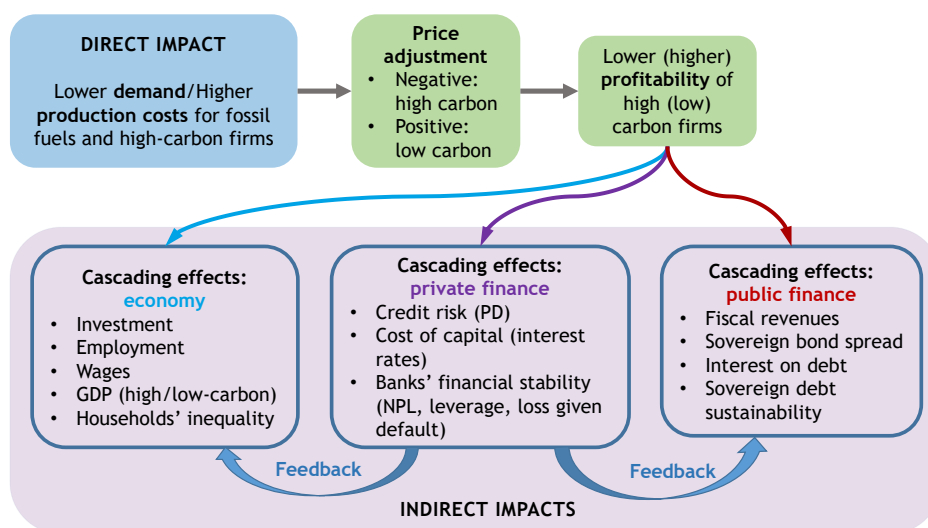 DIRECT IMPACT
Lower demand/Higher
production costs for fossil
fuels and high-carbon firms
Price
adjustment
• Negative:
high carbon
• Positive:
low carbon
Lower (higher)
profitability of
high (low)
carbon firms
Cascading effects:
economy
• Investment
• Employment
• Wages
• GDP (high/low-carbon)
• Households’ inequality
Cascading effects:
private finance
• Credit risk (PD)
• Cost of capital (interest
rates)
• Banks’ financial stability
(NPL, leverage, loss given
default)
Cascading effects:
public finance
• Fiscal revenues
• Sovereign bond spread
• Interest on debt
• Sovereign debt
sustainability
Feedback
Feedback
INDIRECT IMPACTS